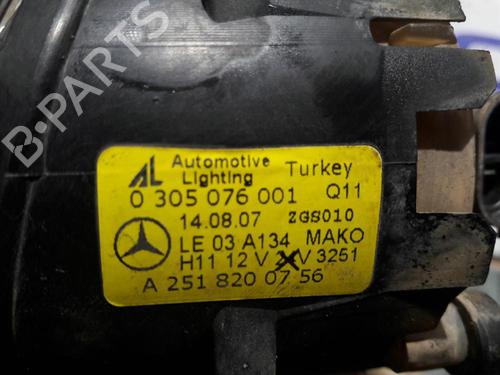 AL Automotive Lighting Turkey
0 305 076 001 Q11
14.08.07 ZGS010
LE 03 A134 MAKO
H11 12 V V 3251
A 251 820 07 56
B-PARTS